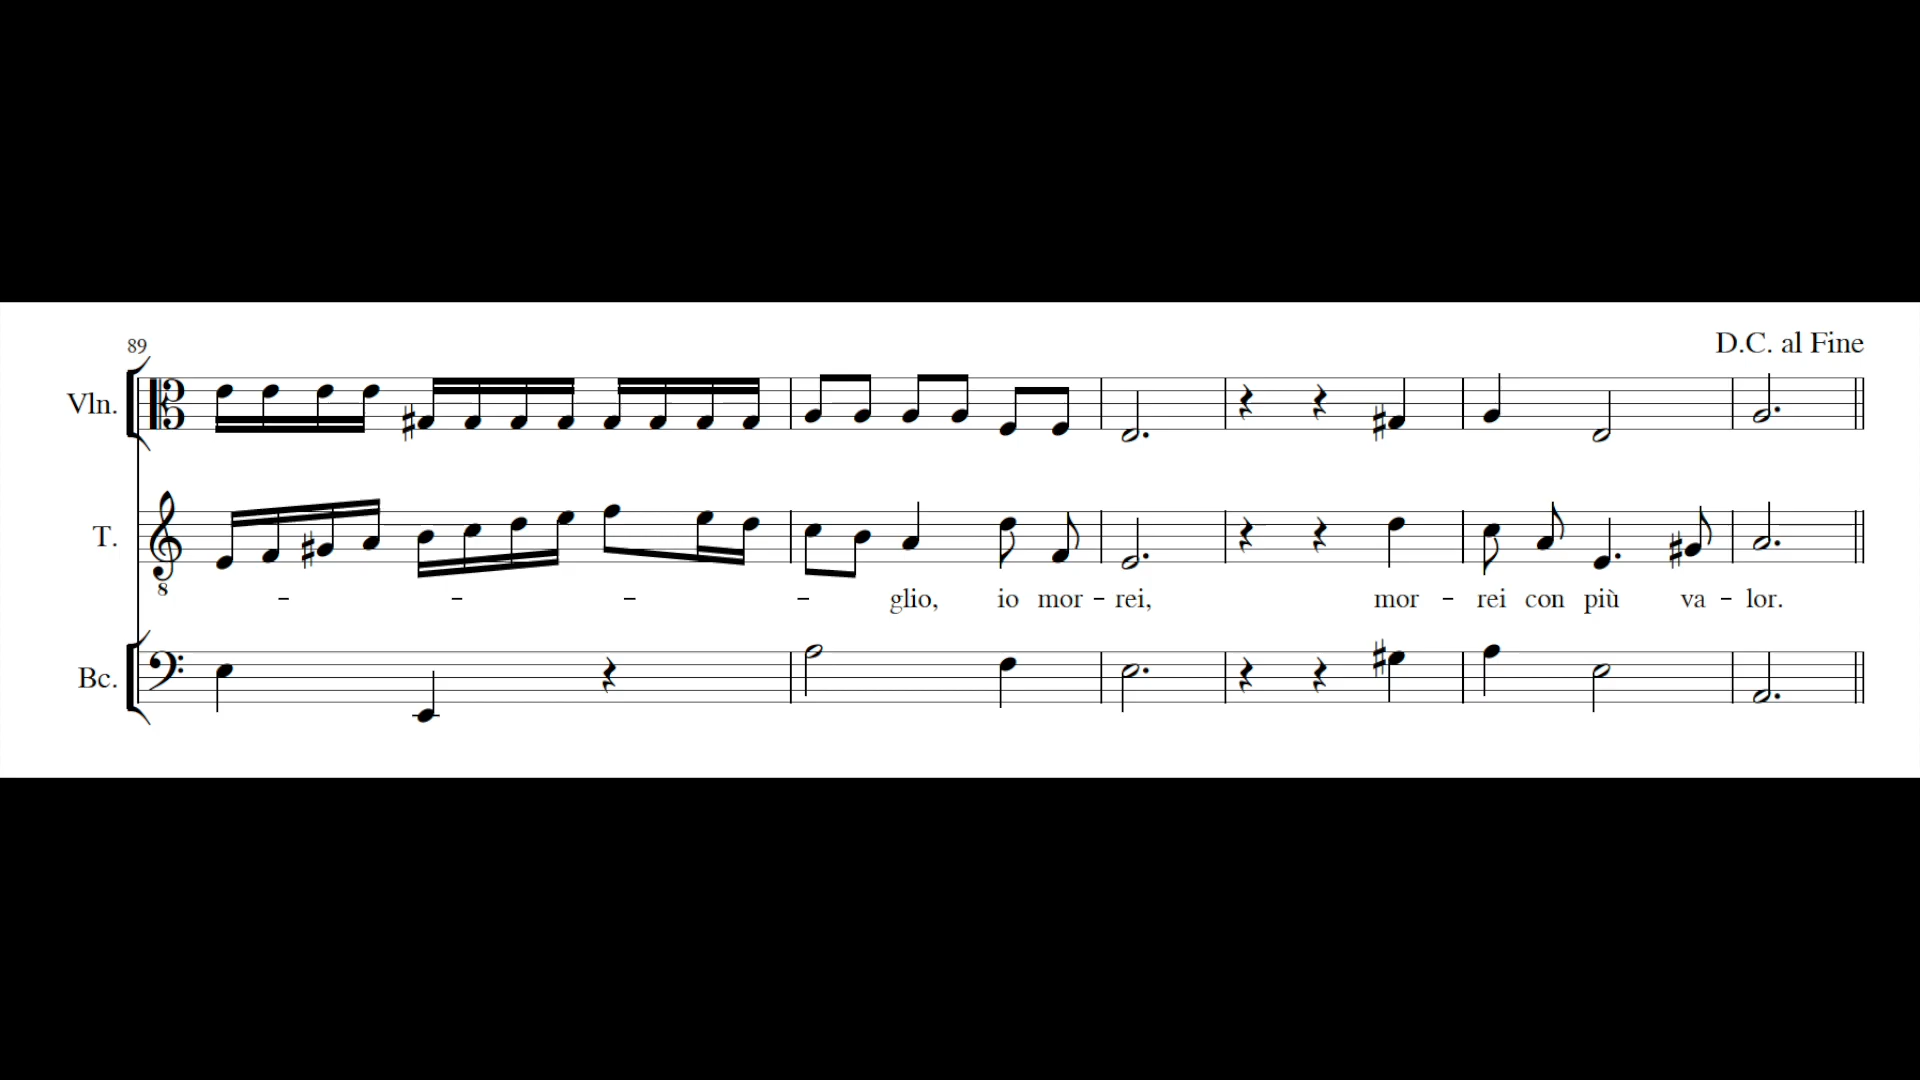 89
D.C. al Fine
Vln.
T.
8
- - - - glio, io mor - rei, mor - rei con più va - lor.
Bc.